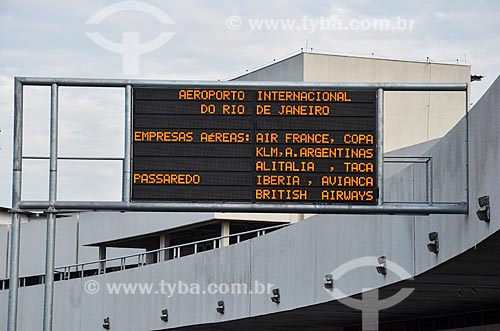 © www.tyba.com.br
AEROPORTO INTERNACIONAL
DO RIO DE JANEIRO
EMPRESAS AéREAS: AIR FRANCE, COPA
KLM,A.ARGENTINAS
ALITALIA , TACA
PASSAREDO IBERIA , AVIANCA
BRITISH AIRWAYS
© www.tyba.com.br